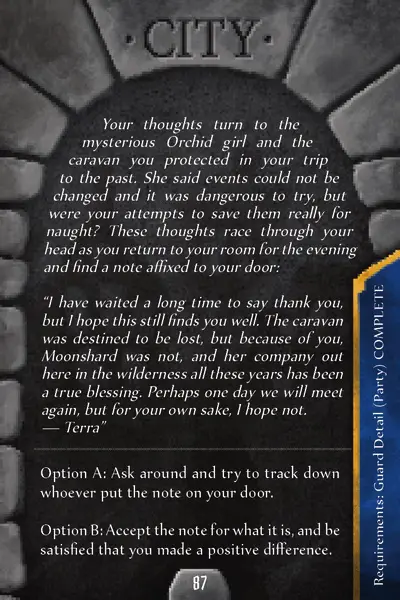 ·CITY·
Your thoughts turn to the
mysterious Orchid girl and the
caravan you protected in your trip
to the past. She said events could not be
changed and it was dangerous to try, but
were your attempts to save them really for
naught? These thoughts race through your
head as you return to your room for the evening
and find a note affixed to your door:
“I have waited a long time to say thank you,
but I hope this still finds you well. The caravan
was destined to be lost, but because of you,
Moonshard was not, and her company out
here in the wilderness all these years has been
a true blessing. Perhaps one day we will meet
again, but for your own sake, I hope not.
— Terra”
Option A: Ask around and try to track down
whoever put the note on your door.
Option B: Accept the note for what it is, and be
satisfied that you made a positive difference.
Requirements: Guard Detail (Party) COMPLETE
87